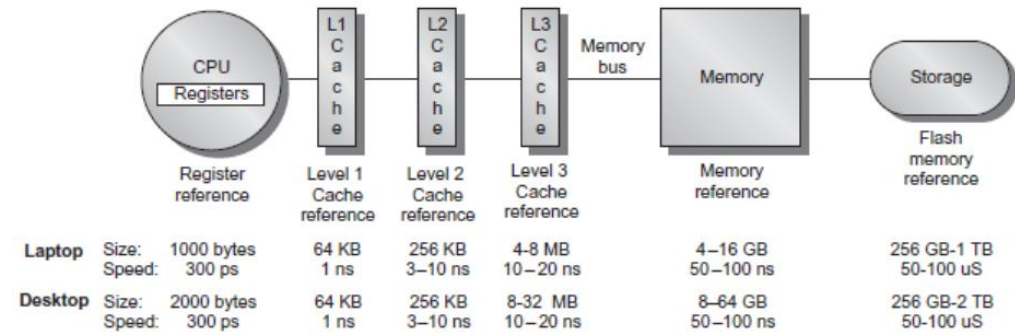 CPU
Registers
L1
C
a
c
h
e
L2
C
a
c
h
e
L3
C
a
c
h
e
Memory
bus
Memory
Storage
Register
reference
Level 1
Cache
reference
Level 2
Cache
reference
Level 3
Cache
reference
Memory
reference
Flash
memory
reference
Laptop Size: 1000 bytes 64 KB 256 KB 4-8 MB 4–16 GB 256 GB-1 TB
Speed: 300 ps 1 ns 3–10 ns 10–20 ns 50–100 ns 50-100 uS
Desktop Size: 2000 bytes 64 KB 256 KB 8-32 MB 8–64 GB 256 GB-2 TB
Speed: 300 ps 1 ns 3–10 ns 10–20 ns 50–100 ns 50-100 uS